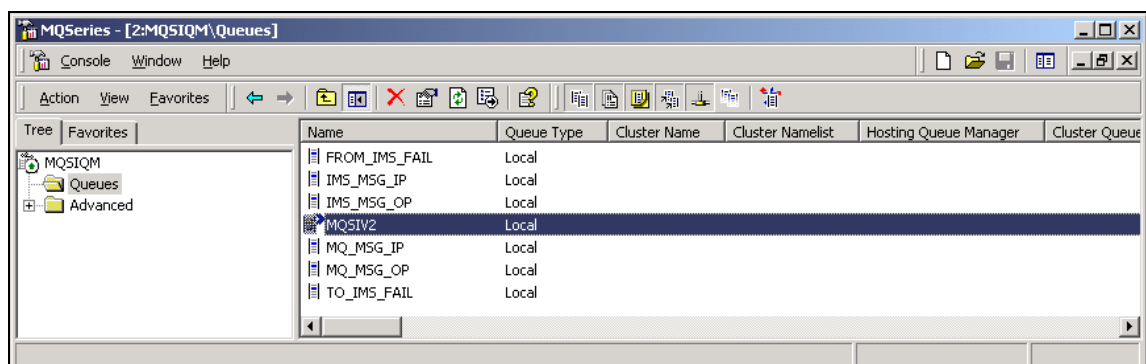 MQSeries - [2:MQSIQM\Queues]
Console Window Help
Action View Favorites
Tree Favorites
Name Queue Type Cluster Name Cluster Namelist Hosting Queue Manager Cluster Queue
MQSIQM
Queues
Advanced
FROM_IMS_FAIL Local
IMS_MSG_IP Local
IMS_MSG_OP Local
MQSIV2 Local
MQ_MSG_IP Local
MQ_MSG_OP Local
TO_IMS_FAIL Local